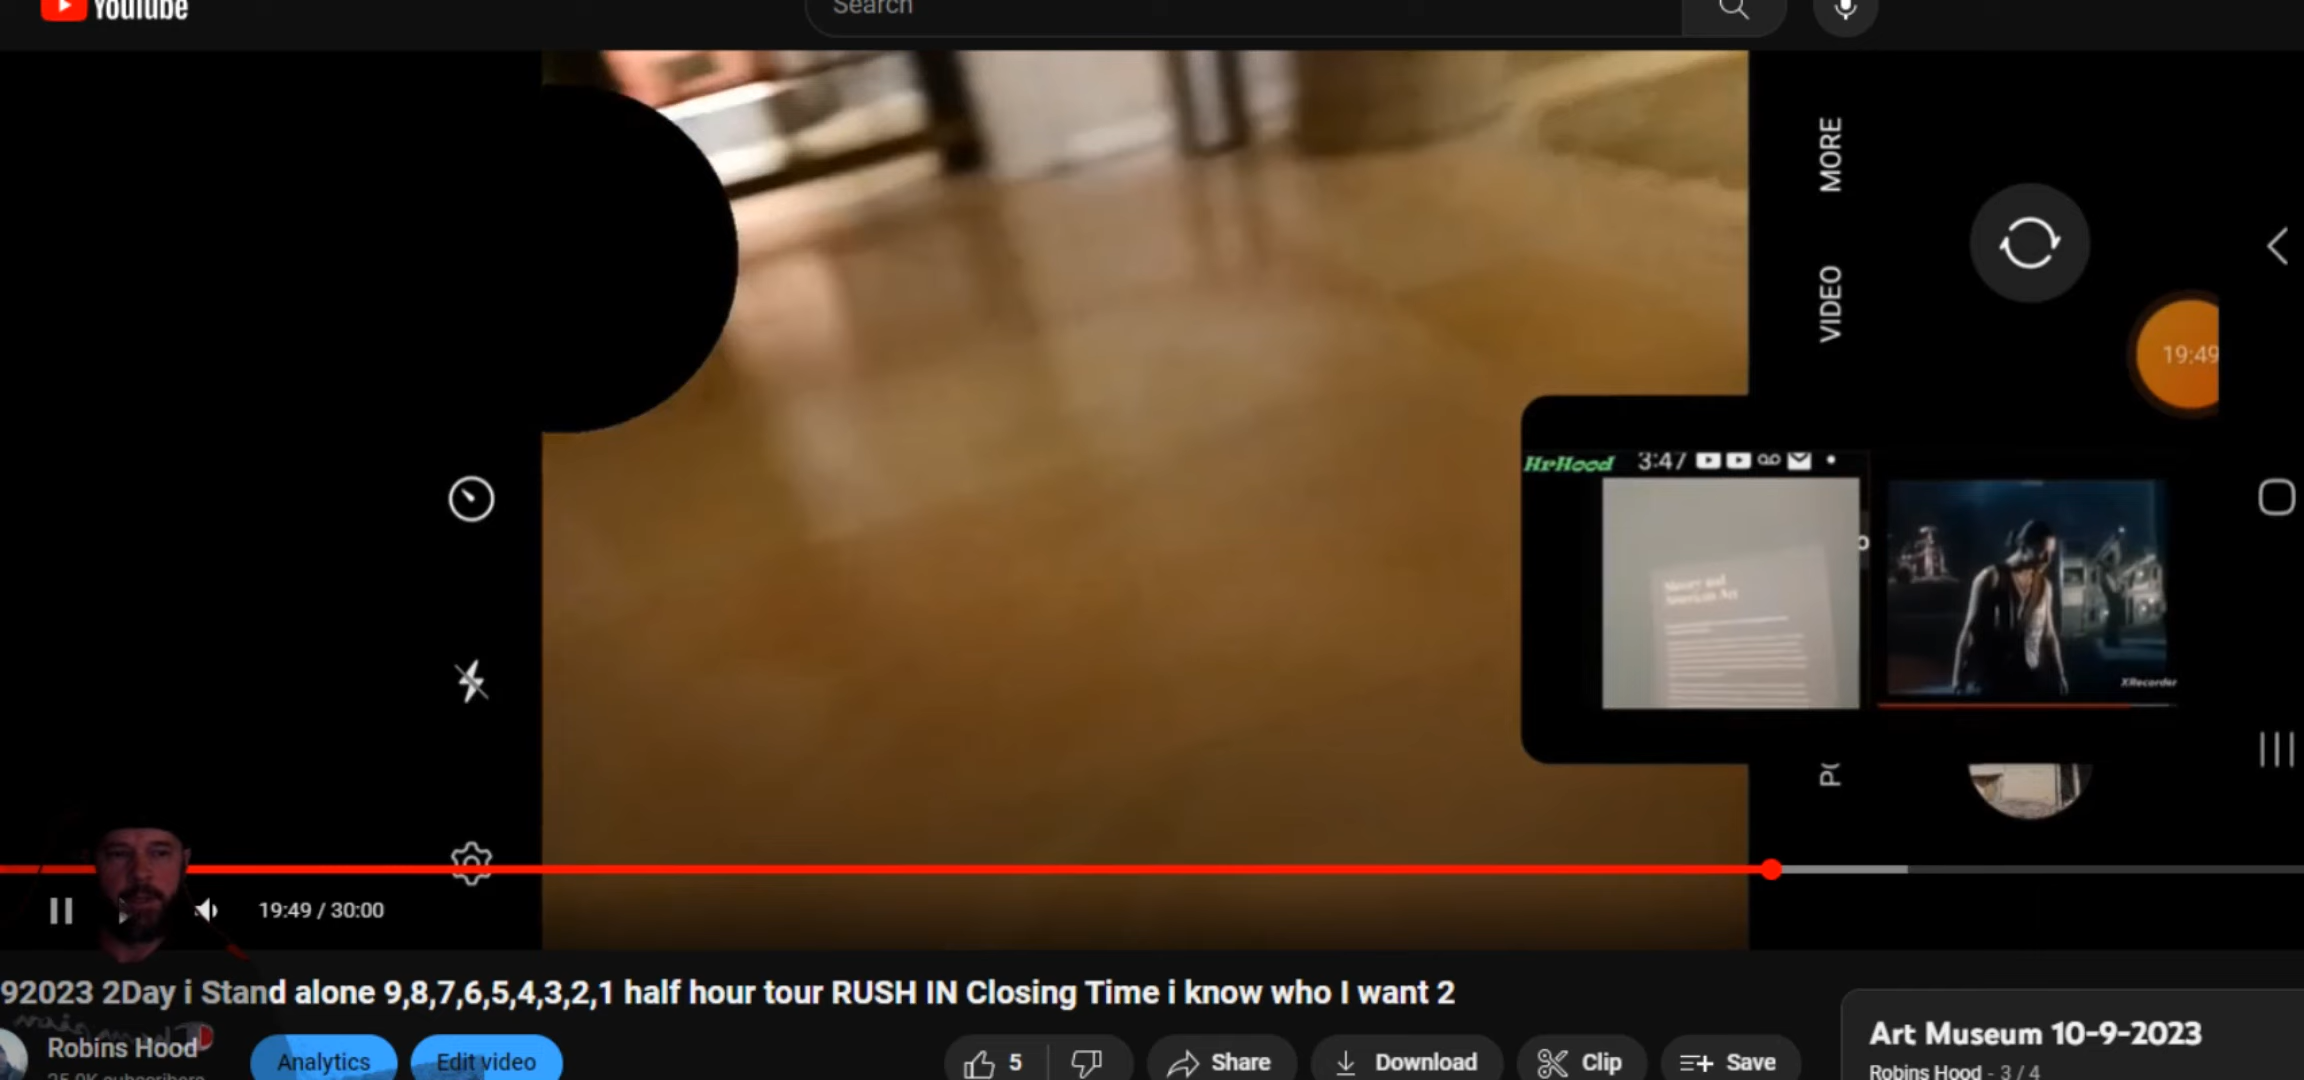 YouTube
Search
MORE
VIDEO
19:49
HrHood 3:47
American Art
XRecorder
19:49 / 30:00
92023 2Day i Stand alone 9,8,7,6,5,4,3,2,1 half hour tour RUSH IN Closing Time i know who I want 2
Robins Hood
Analytics
Edit video
5
Share
Download
Clip
Save
Art Museum 10-9-2023
Robins Hood - 3 / 4